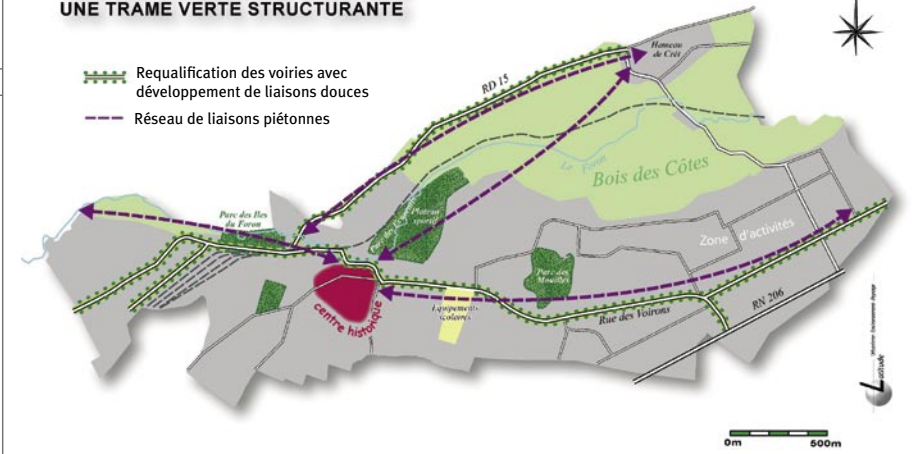 UNE TRAME VERTE STRUCTURANTE
Requalification des voiries avec
développement de liaisons douces
Réseau de liaisons piétonnes
Hameau
de Crêt
RD 15
Le Foron
Bois des Côtes
Parc des Iles
du Foron
Plateau
sportif
Zone d'activités
Parc des
Mouilles
centre historique
Equipements
scolaires
Rue des Voirons
RN 206
Latitude
0m
500m